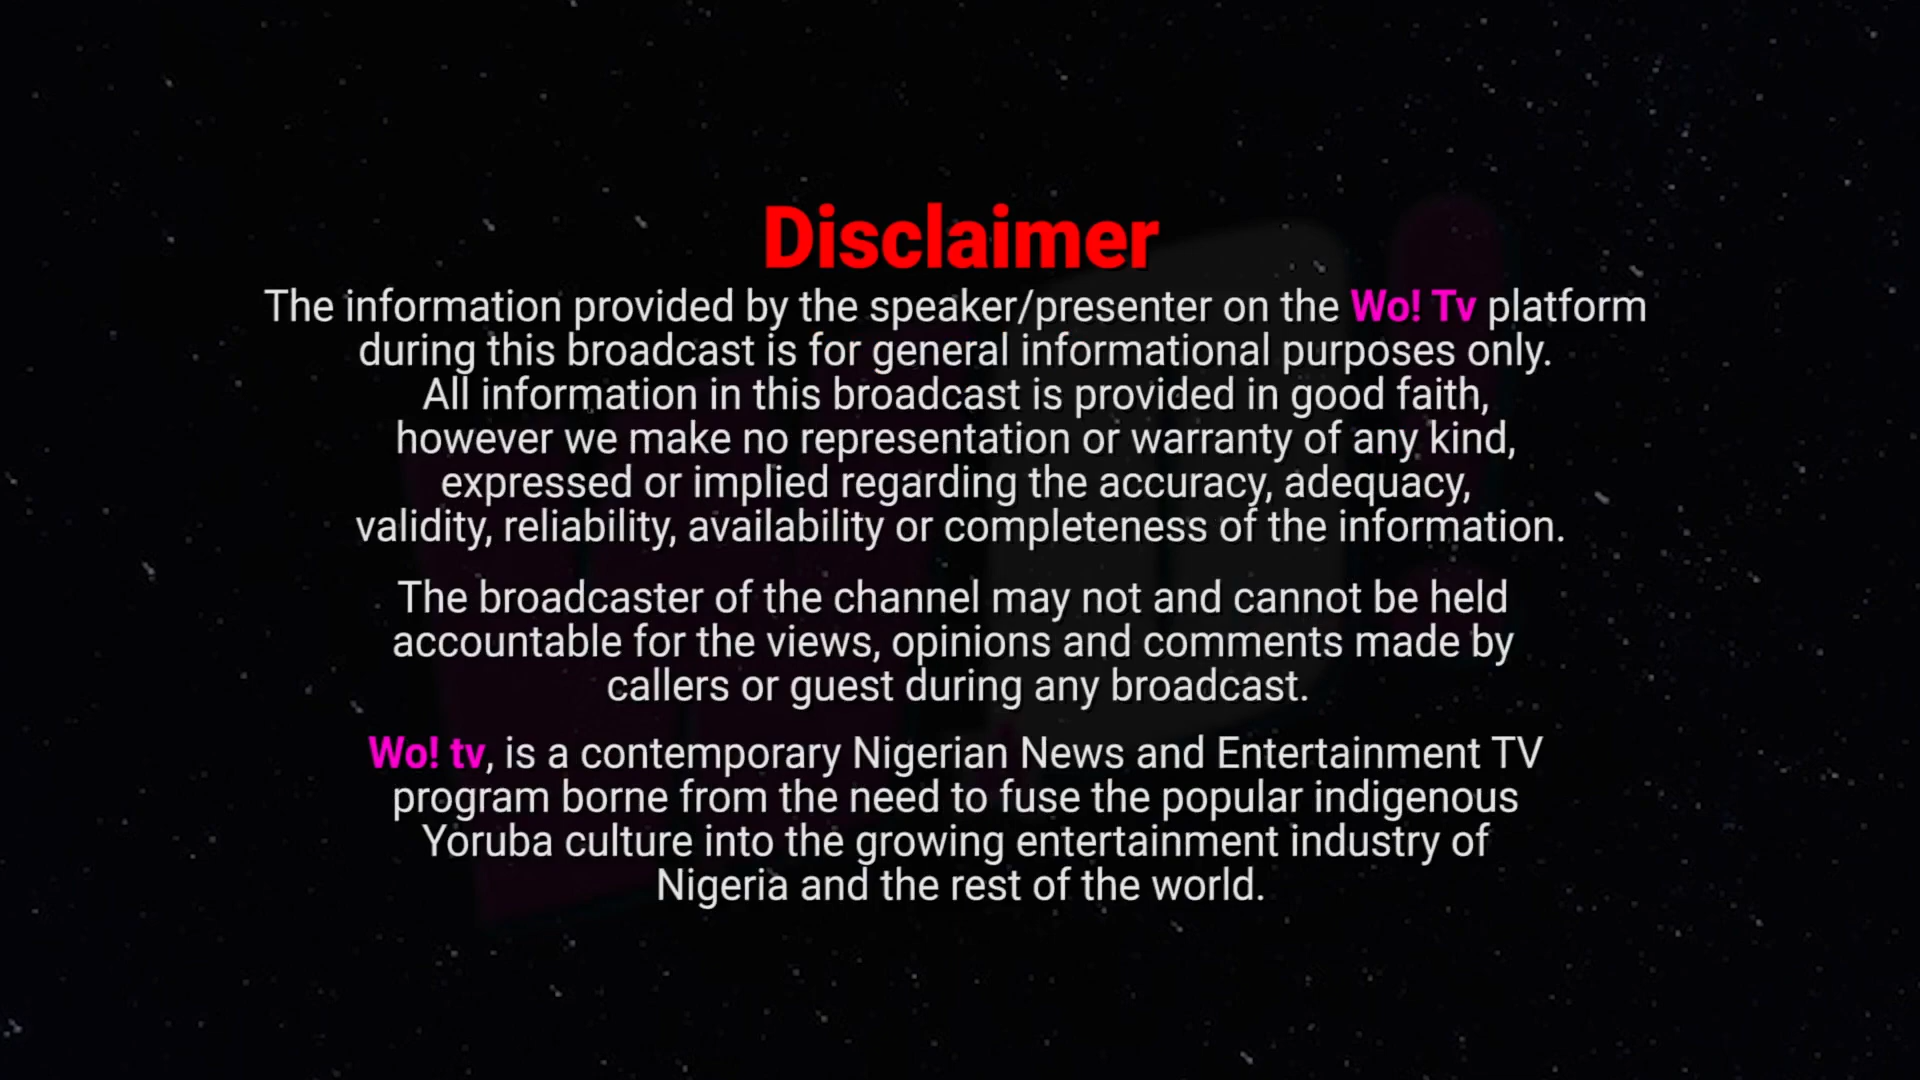 Disclaimer
The information provided by the speaker/presenter on the Wo! Tv platform
during this broadcast is for general informational purposes only.
All information in this broadcast is provided in good faith,
however we make no representation or warranty of any kind,
expressed or implied regarding the accuracy, adequacy,
validity, reliability, availability or completeness of the information.
The broadcaster of the channel may not and cannot be held
accountable for the views, opinions and comments made by
callers or guest during any broadcast.
Wo! tv, is a contemporary Nigerian News and Entertainment TV
program borne from the need to fuse the popular indigenous
Yoruba culture into the growing entertainment industry of
Nigeria and the rest of the world.